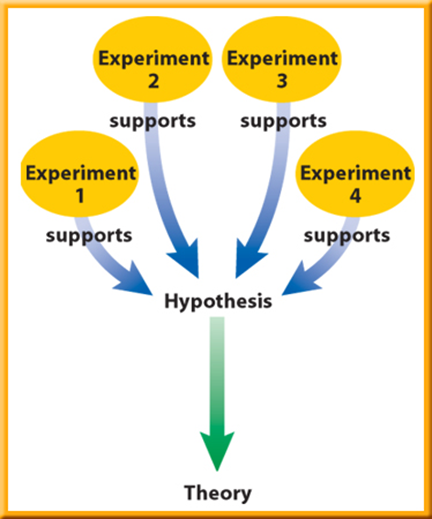 Experiment
2
supports
Experiment
3
supports
Experiment
1
supports
Experiment
4
supports
Hypothesis
Theory